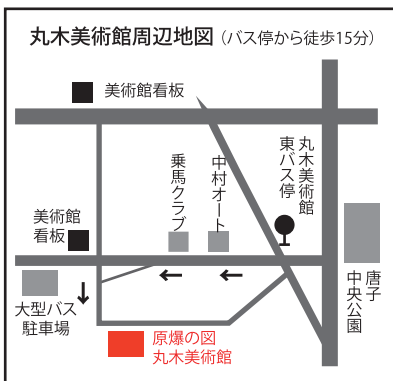 丸木美術館周辺地図（バス停から徒歩15分）
美術館看板
乗馬クラブ
中村オート
丸木美術館
東バス停
美術館
看板
唐子
中央公園
大型バス
駐車場
原爆の図
丸木美術館